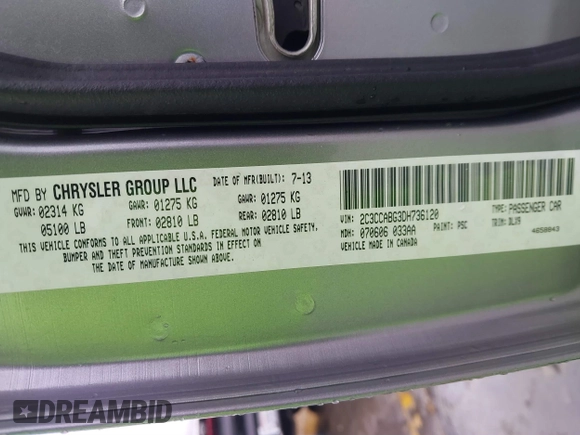 MFD BY CHRYSLER GROUP LLC
DATE OF MFR(BUILT): 7-13
GVWR: 02314 KG
GAWR: 01275 KG
GAWR: 01275 KG
05100 LB
FRONT: 02810 LB
REAR: 02810 LB
THIS VEHICLE CONFORMS TO ALL APPLICABLE U.S.A. FEDERAL MOTOR VEHICLE SAFETY,
BUMPER AND THEFT PREVENTION STANDARDS IN EFFECT ON
THE DATE OF MANUFACTURE SHOWN ABOVE.
VIN: 2C3CCABG3DH736120
TYPE: PASSENGER CAR
MDH: 070606 033AA
PAINT: PSC
TRIM: DLX9
VEHICLE MADE IN CANADA
4658843
DREAMBID